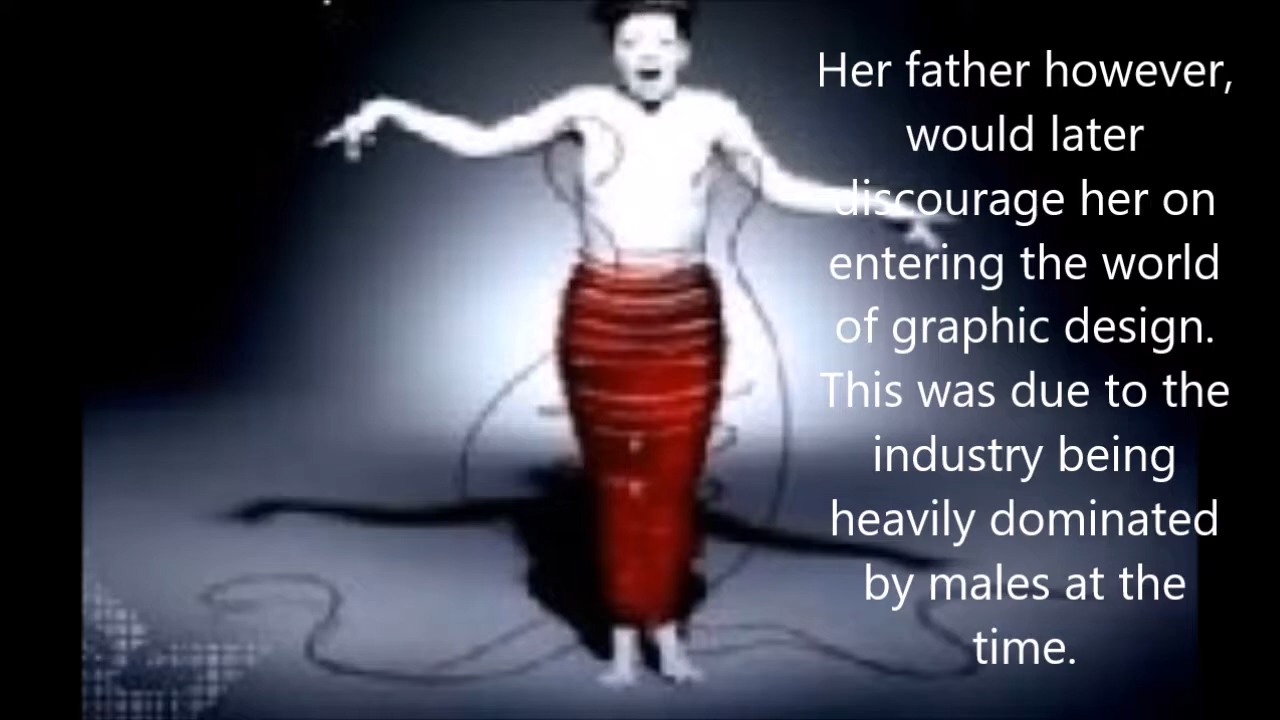 Her father however,
would later
discourage her on
entering the world
of graphic design.
This was due to the
industry being
heavily dominated
by males at the
time.